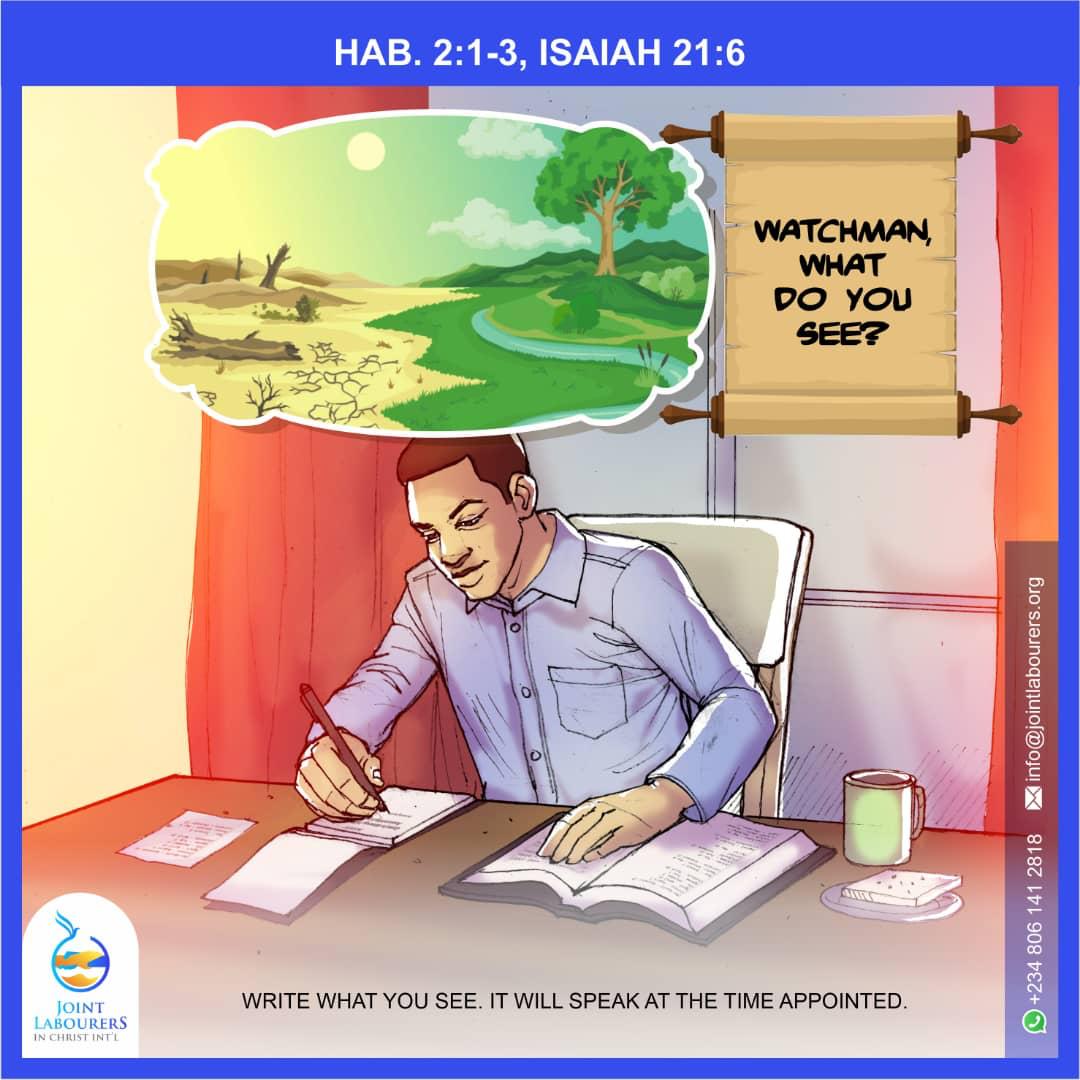 HAB. 2:1-3, ISAIAH 21:6
WATCHMAN,
WHAT
DO YOU
SEE?
WRITE WHAT YOU SEE. IT WILL SPEAK AT THE TIME APPOINTED.
JOINT
LABOURERS
IN CHRIST INT'L
+234 806 141 2818 info@jointlabourers.org